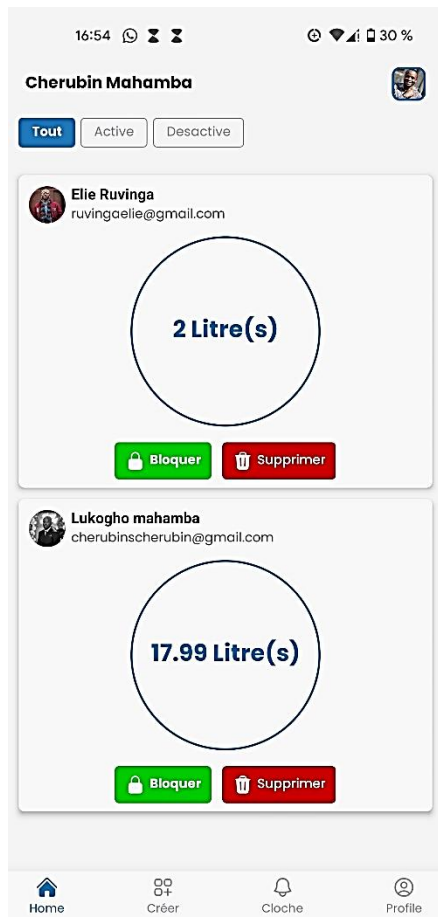 16:54 30 %
Cherubin Mahamba
Tout Active Desactive
Elie Ruvinga
ruvingaelie@gmail.com
2 Litre(s)
Bloquer Supprimer
Lukogho mahamba
cherubinscherubin@gmail.com
17.99 Litre(s)
Bloquer Supprimer
Home Créer Cloche Profile